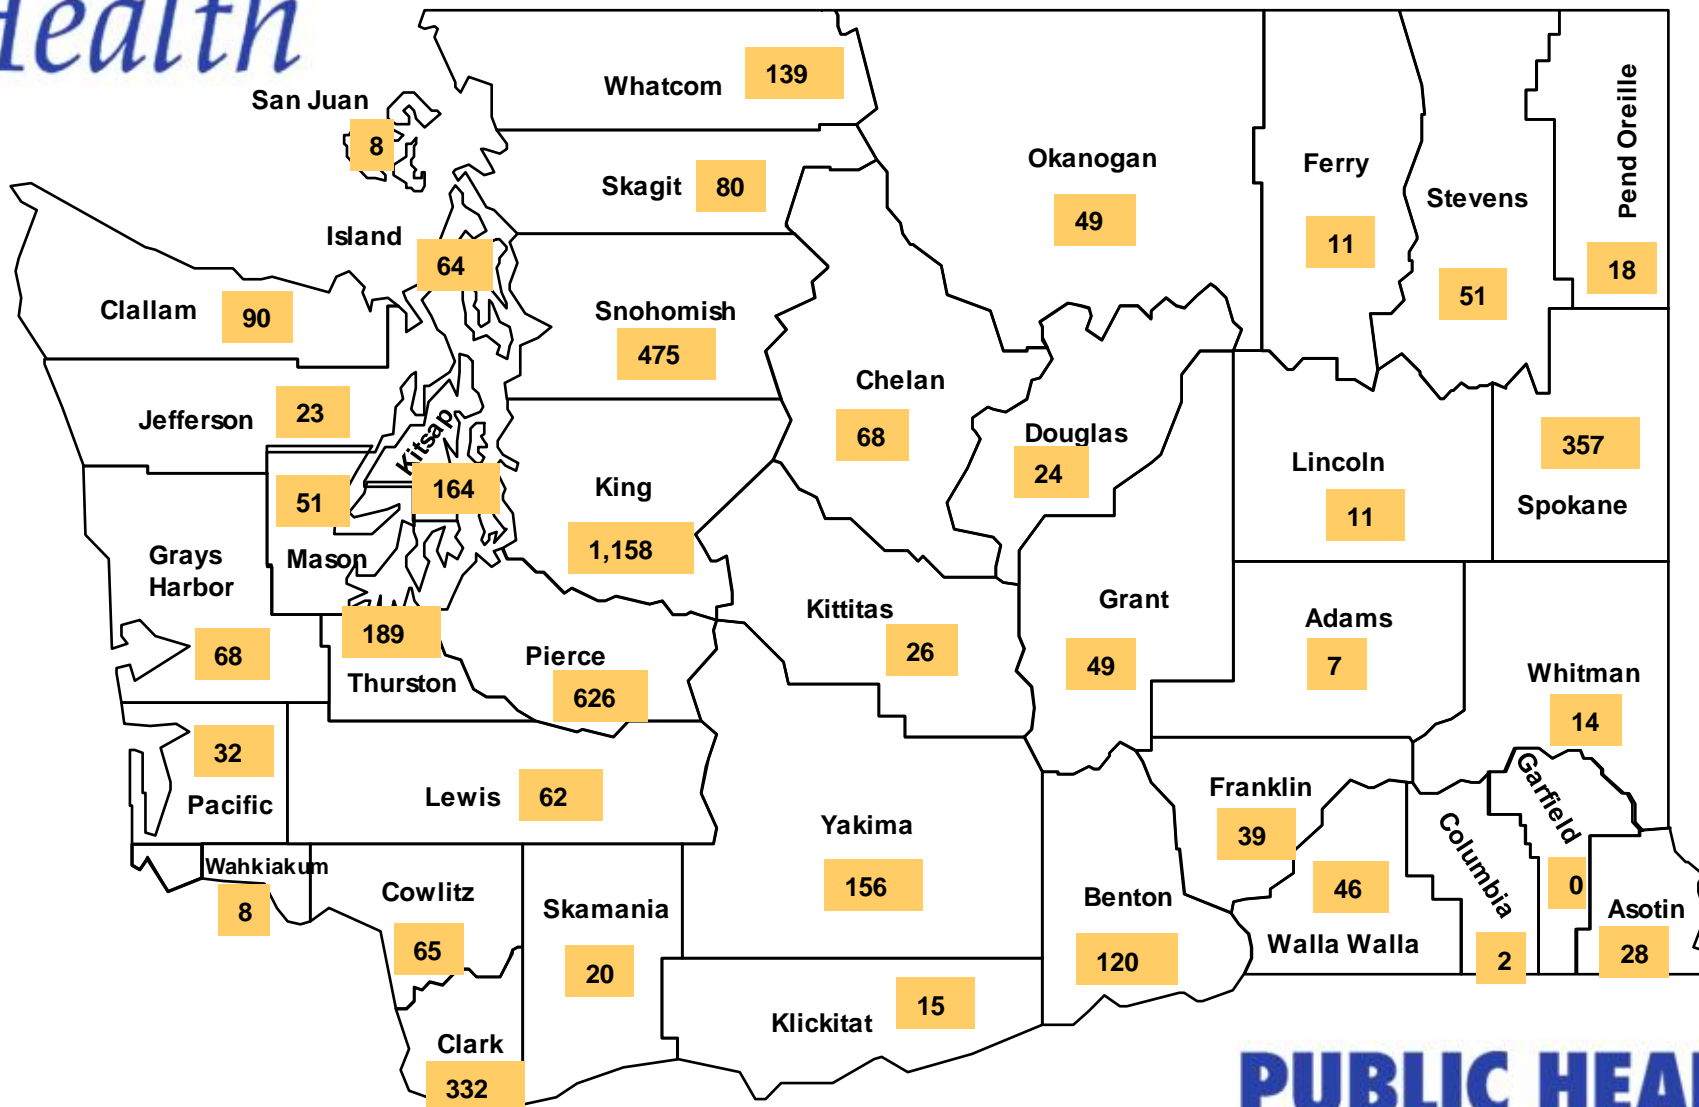 Health
San Juan
8
Whatcom
139
Skagit
80
Island
64
Clallam
90
Snohomish
475
Jefferson
23
Kitsap
164
51
Mason
King
1,158
Grays
Harbor
68
189
Thurston
Pierce
626
32
Pacific
Lewis
62
Wahkiakum
8
Cowlitz
65
Skamania
20
Clark
332
Okanogan
49
Ferry
11
Stevens
51
Pend Oreille
18
Chelan
68
Douglas
24
Lincoln
11
357
Spokane
Kittitas
26
Grant
49
Adams
7
Whitman
14
Yakima
156
Klickitat
15
Benton
120
Franklin
39
46
Walla Walla
Columbia
2
Garfield
0
Asotin
28
PUBLIC HEA